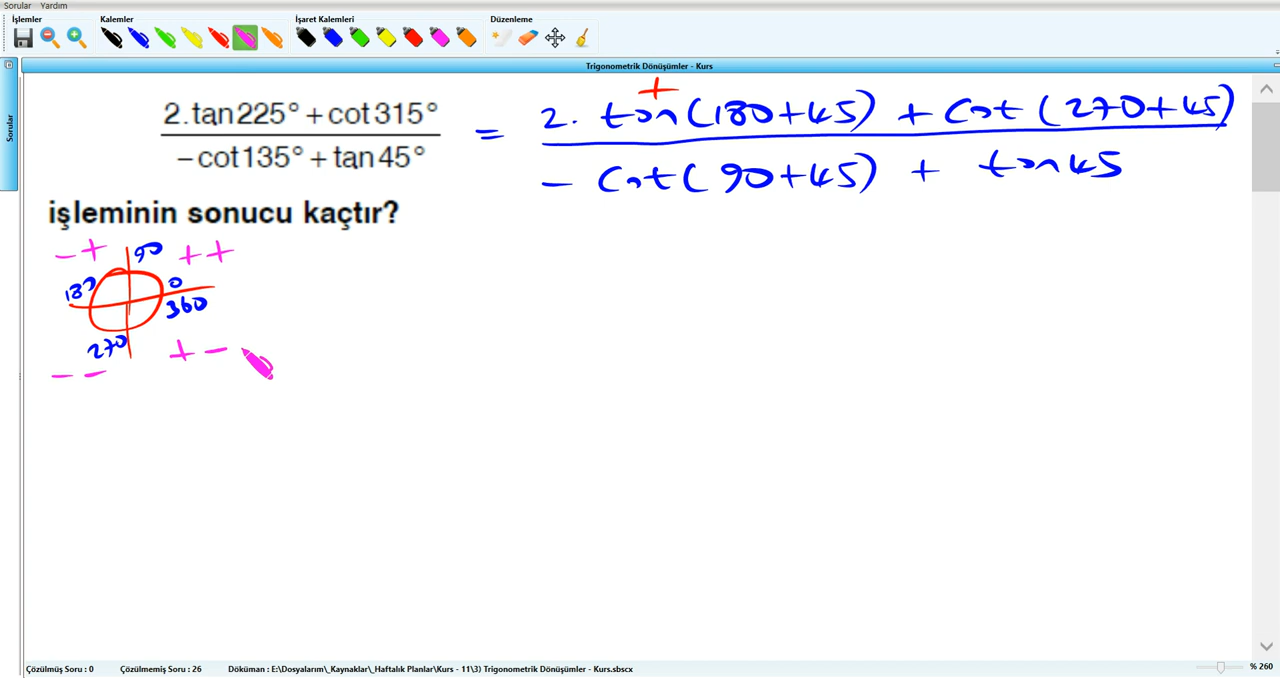 Sorular Yardım
İşlemler Kalemler İşaret Kalemleri Düzenleme
Trigonometrik Dönüşümler - Kurs
Sorular
2.tan225° + cot315°
-cot135° + tan45°
= 2. tan(180+45) + cot(270+45)
- cot(90+45) + tan45
+
işleminin sonucu kaçtır?
- + 90 + +
180 0
360
270 + -
- -
Çözülmüş Soru : 0 Çözülmemiş Soru : 26 Döküman : E:\Dosyalarım\_Kaynaklar\_Haftalık Planlar\Kurs - 11\3) Trigonometrik Dönüşümler - Kurs.sbscx % 260